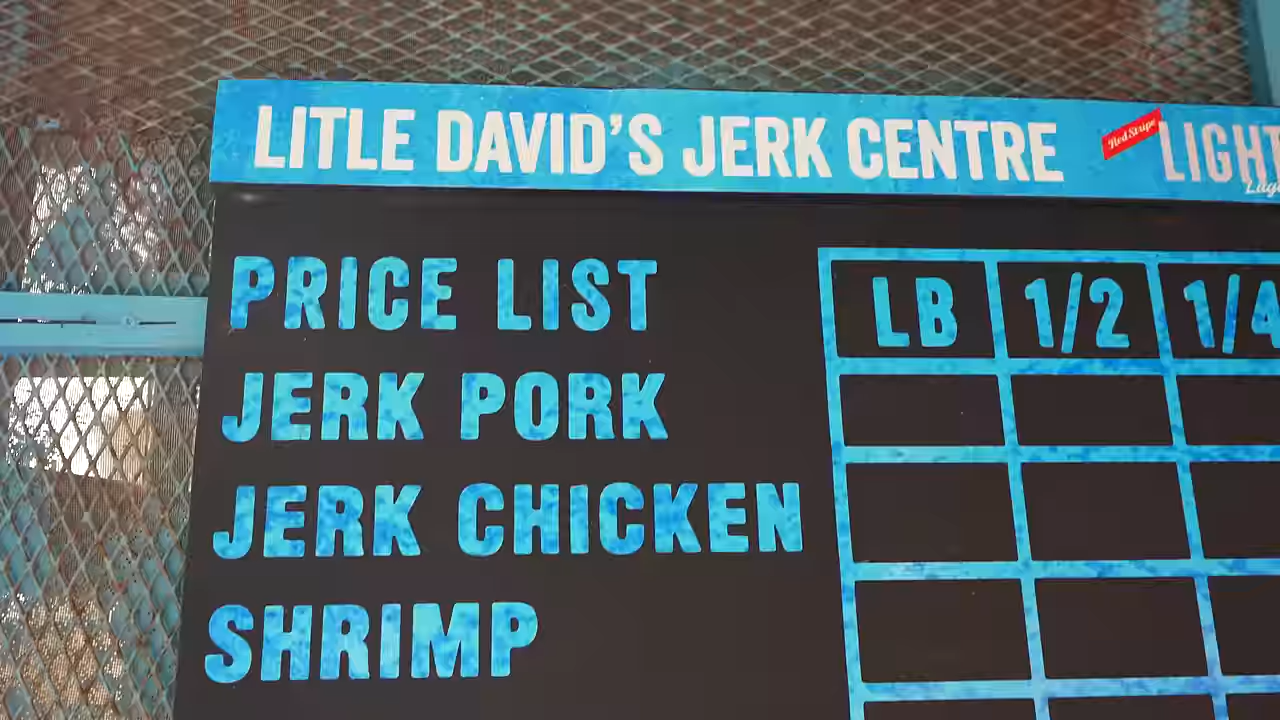 LITLE DAVID'S JERK CENTRE Red Stripe LIGHT
PRICE LIST LB 1/2 1/4
JERK PORK
JERK CHICKEN
SHRIMP